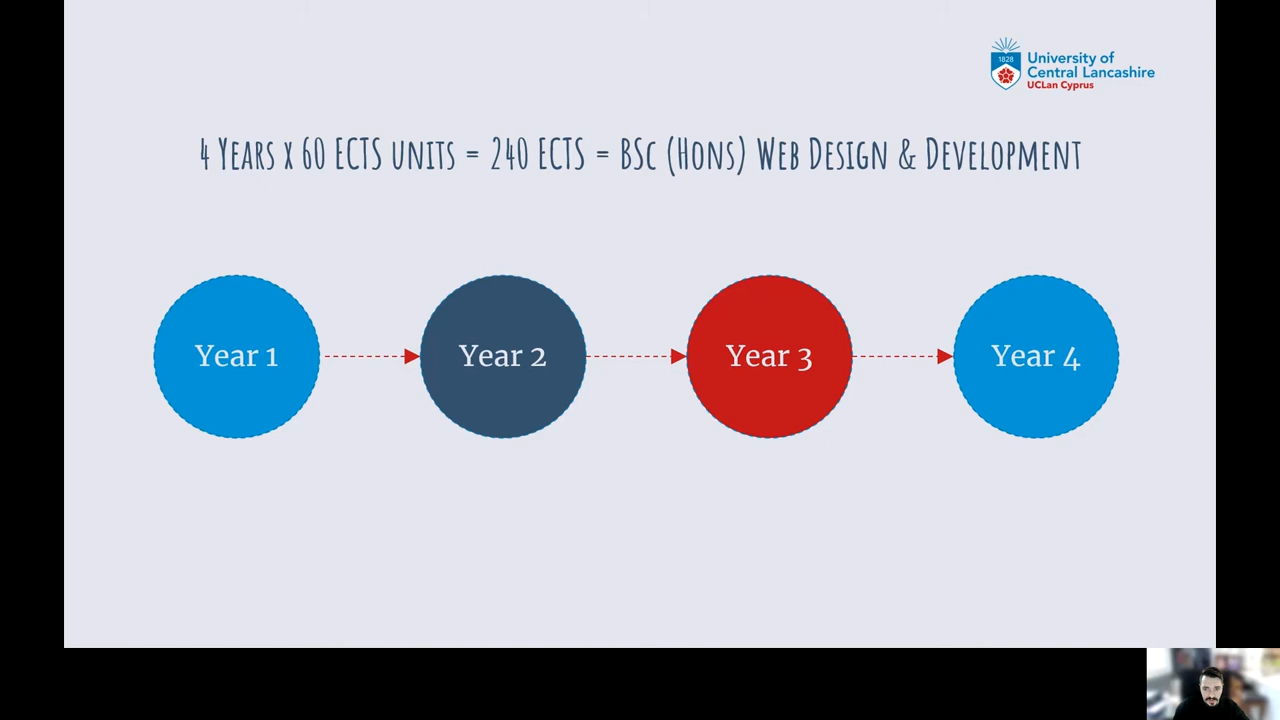 1828
University of
Central Lancashire
UCLan Cyprus
4 Years x 60 ECTS units = 240 ECTS = BSc (Hons) Web Design & Development
Year 1
Year 2
Year 3
Year 4